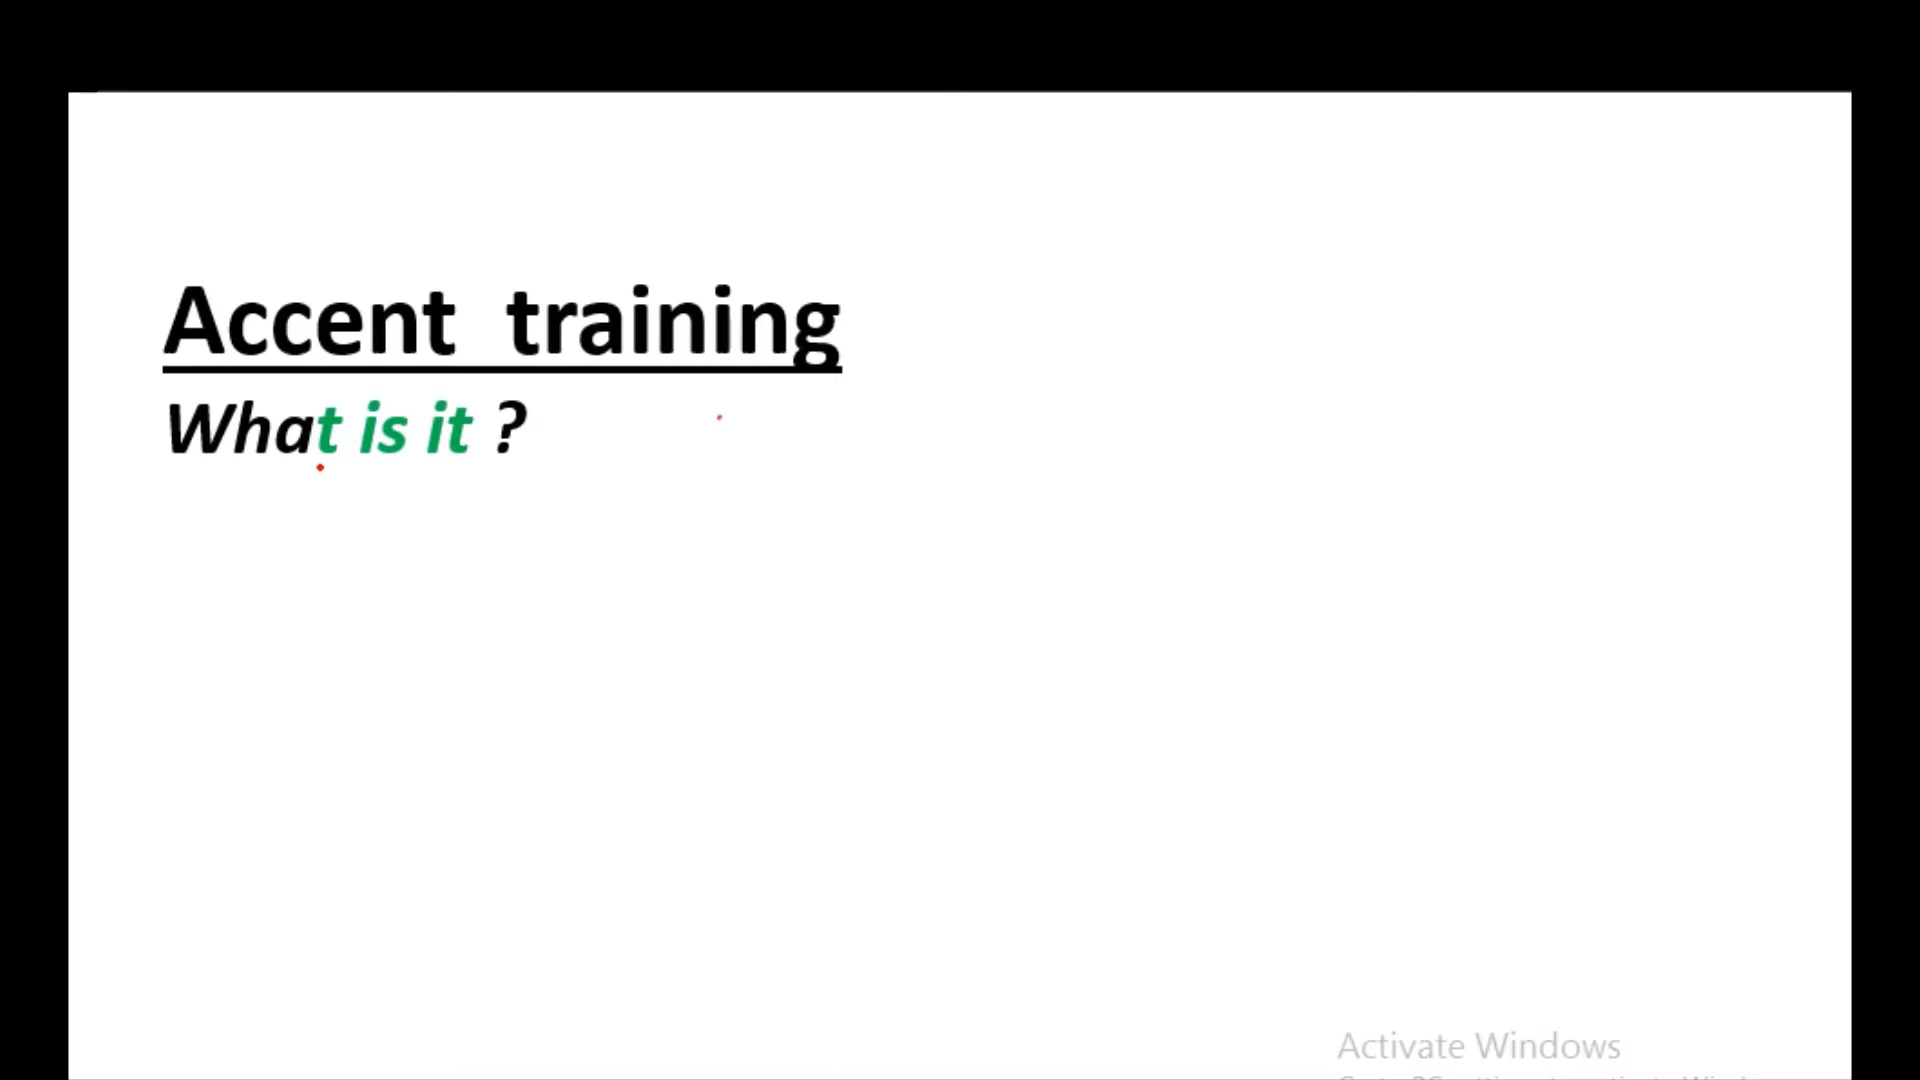 Accent training
What is it ?
Activate Windows